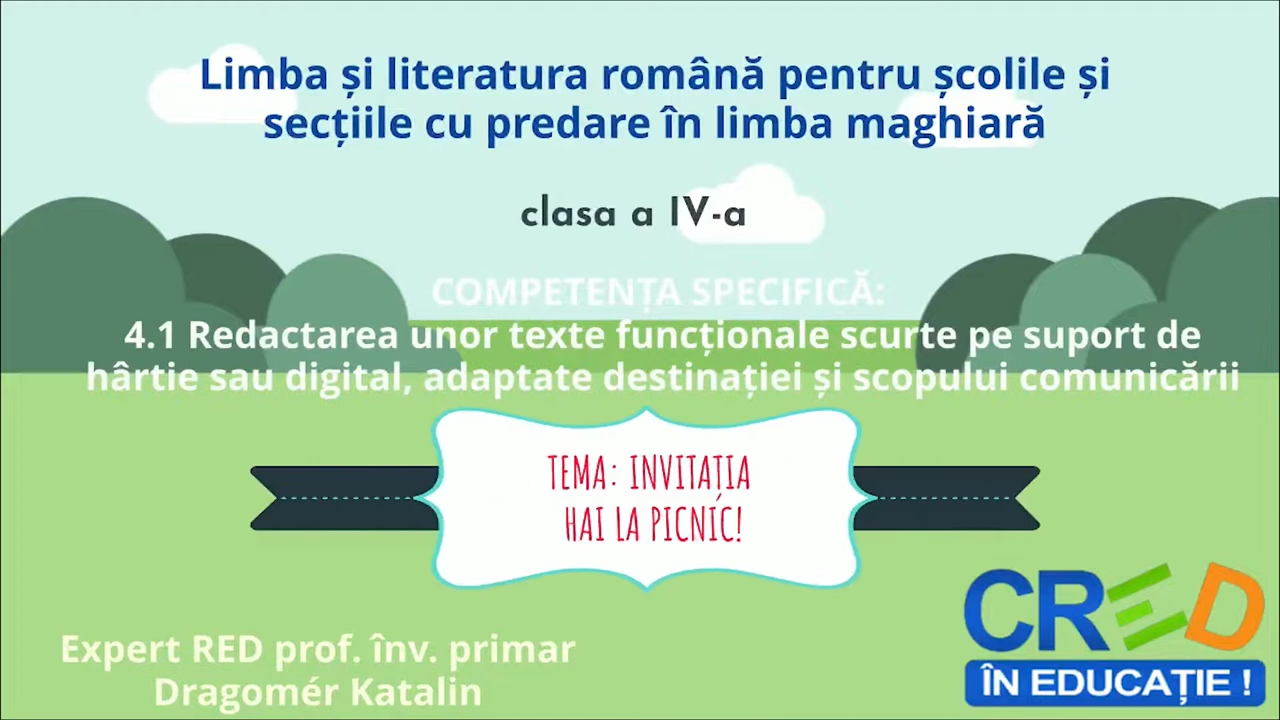 Limba și literatura română pentru școlile și
secțiile cu predare în limba maghiară
clasa a IV-a
COMPETENȚA SPECIFICĂ:
4.1 Redactarea unor texte funcționale scurte pe suport de
hârtie sau digital, adaptate destinației și scopului comunicării
TEMA: INVITAȚIA
HAI LA PICNIC!
Expert RED prof. înv. primar
Dragomér Katalin
CRED
ÎN EDUCAȚIE !